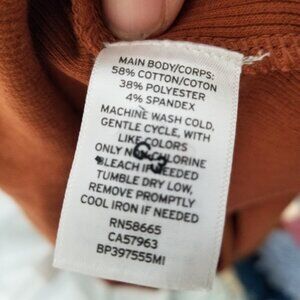 MAIN BODY/CORPS:
58% COTTON/COTON
38% POLYESTER
4% SPANDEX
MACHINE WASH COLD,
GENTLE CYCLE, WITH
LIKE COLORS
ONLY NON-CHLORINE
BLEACH IF NEEDED
TUMBLE DRY LOW,
REMOVE PROMPTLY
COOL IRON IF NEEDED
RN58665
CA57963
BP397555MI